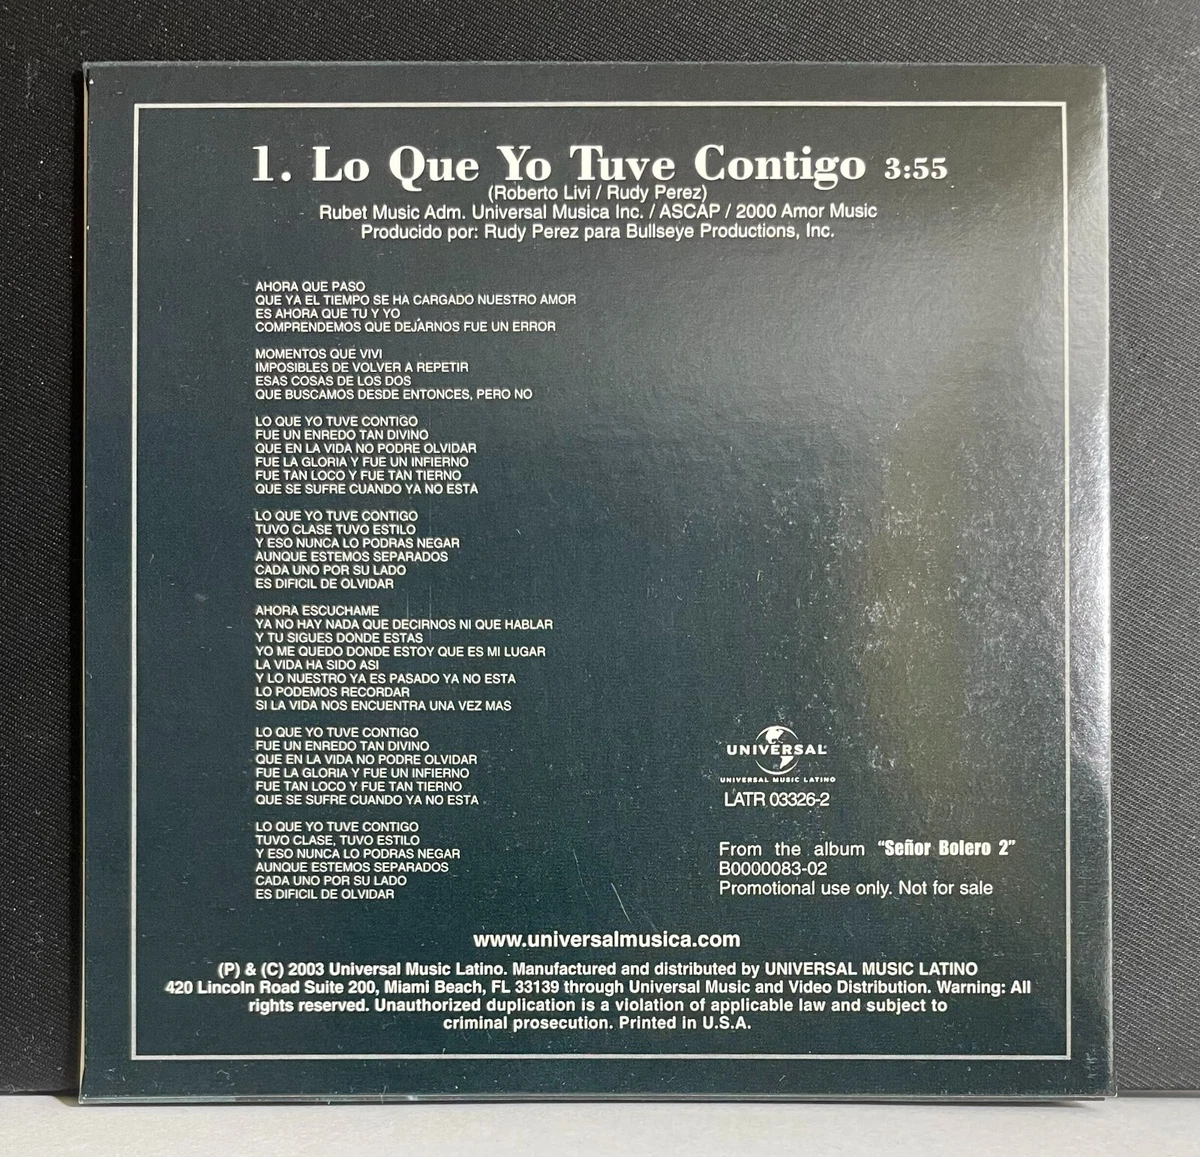 1. Lo Que Yo Tuve Contigo 3:55
(Roberto Livi / Rudy Perez)
Rubet Music Adm. Universal Musica Inc. / ASCAP / 2000 Amor Music
Producido por: Rudy Perez para Bullseye Productions, Inc.
AHORA QUE PASO
QUE YA EL TIEMPO SE HA CARGADO NUESTRO AMOR
ES AHORA QUE TU Y YO
COMPRENDEMOS QUE DEJARNOS FUE UN ERROR
MOMENTOS QUE VIVI
IMPOSIBLES DE VOLVER A REPETIR
ESAS COSAS DE LOS DOS
QUE BUSCAMOS DESDE ENTONCES, PERO NO
LO QUE YO TUVE CONTIGO
FUE UN ENREDO TAN DIVINO
QUE EN LA VIDA NO PODRE OLVIDAR
FUE LA GLORIA Y FUE UN INFIERNO
FUE TAN LOCO Y FUE TAN TIERNO
QUE SE SUFRE CUANDO YA NO ESTA
LO QUE YO TUVE CONTIGO
TUVO CLASE TUVO ESTILO
Y ESO NUNCA LO PODRAS NEGAR
AUNQUE ESTEMOS SEPARADOS
CADA UNO POR SU LADO
ES DIFICIL DE OLVIDAR
AHORA ESCUCHAME
YA NO HAY NADA QUE DECIRNOS NI QUE HABLAR
Y TU SIGUES DONDE ESTAS
YO ME QUEDO DONDE ESTOY QUE ES MI LUGAR
LA VIDA HA SIDO ASI
Y LO NUESTRO YA ES PASADO YA NO ESTA
LO PODEMOS RECORDAR
SI LA VIDA NOS ENCUENTRA UNA VEZ MAS
LO QUE YO TUVE CONTIGO
FUE UN ENREDO TAN DIVINO
QUE EN LA VIDA NO PODRE OLVIDAR
FUE LA GLORIA Y FUE UN INFIERNO
FUE TAN LOCO Y FUE TAN TIERNO
QUE SE SUFRE CUANDO YA NO ESTA
LO QUE YO TUVE CONTIGO
TUVO CLASE, TUVO ESTILO
Y ESO NUNCA LO PODRAS NEGAR
AUNQUE ESTEMOS SEPARADOS
CADA UNO POR SU LADO
ES DIFICIL DE OLVIDAR
UNIVERSAL
UNIVERSAL MUSIC LATINO
LATR 03326-2
From the album "Señor Bolero 2"
B0000083-02
Promotional use only. Not for sale
www.universalmusica.com
(P) & (C) 2003 Universal Music Latino. Manufactured and distributed by UNIVERSAL MUSIC LATINO
420 Lincoln Road Suite 200, Miami Beach, FL 33139 through Universal Music and Video Distribution. Warning: All
rights reserved. Unauthorized duplication is a violation of applicable law and subject to
criminal prosecution. Printed in U.S.A.